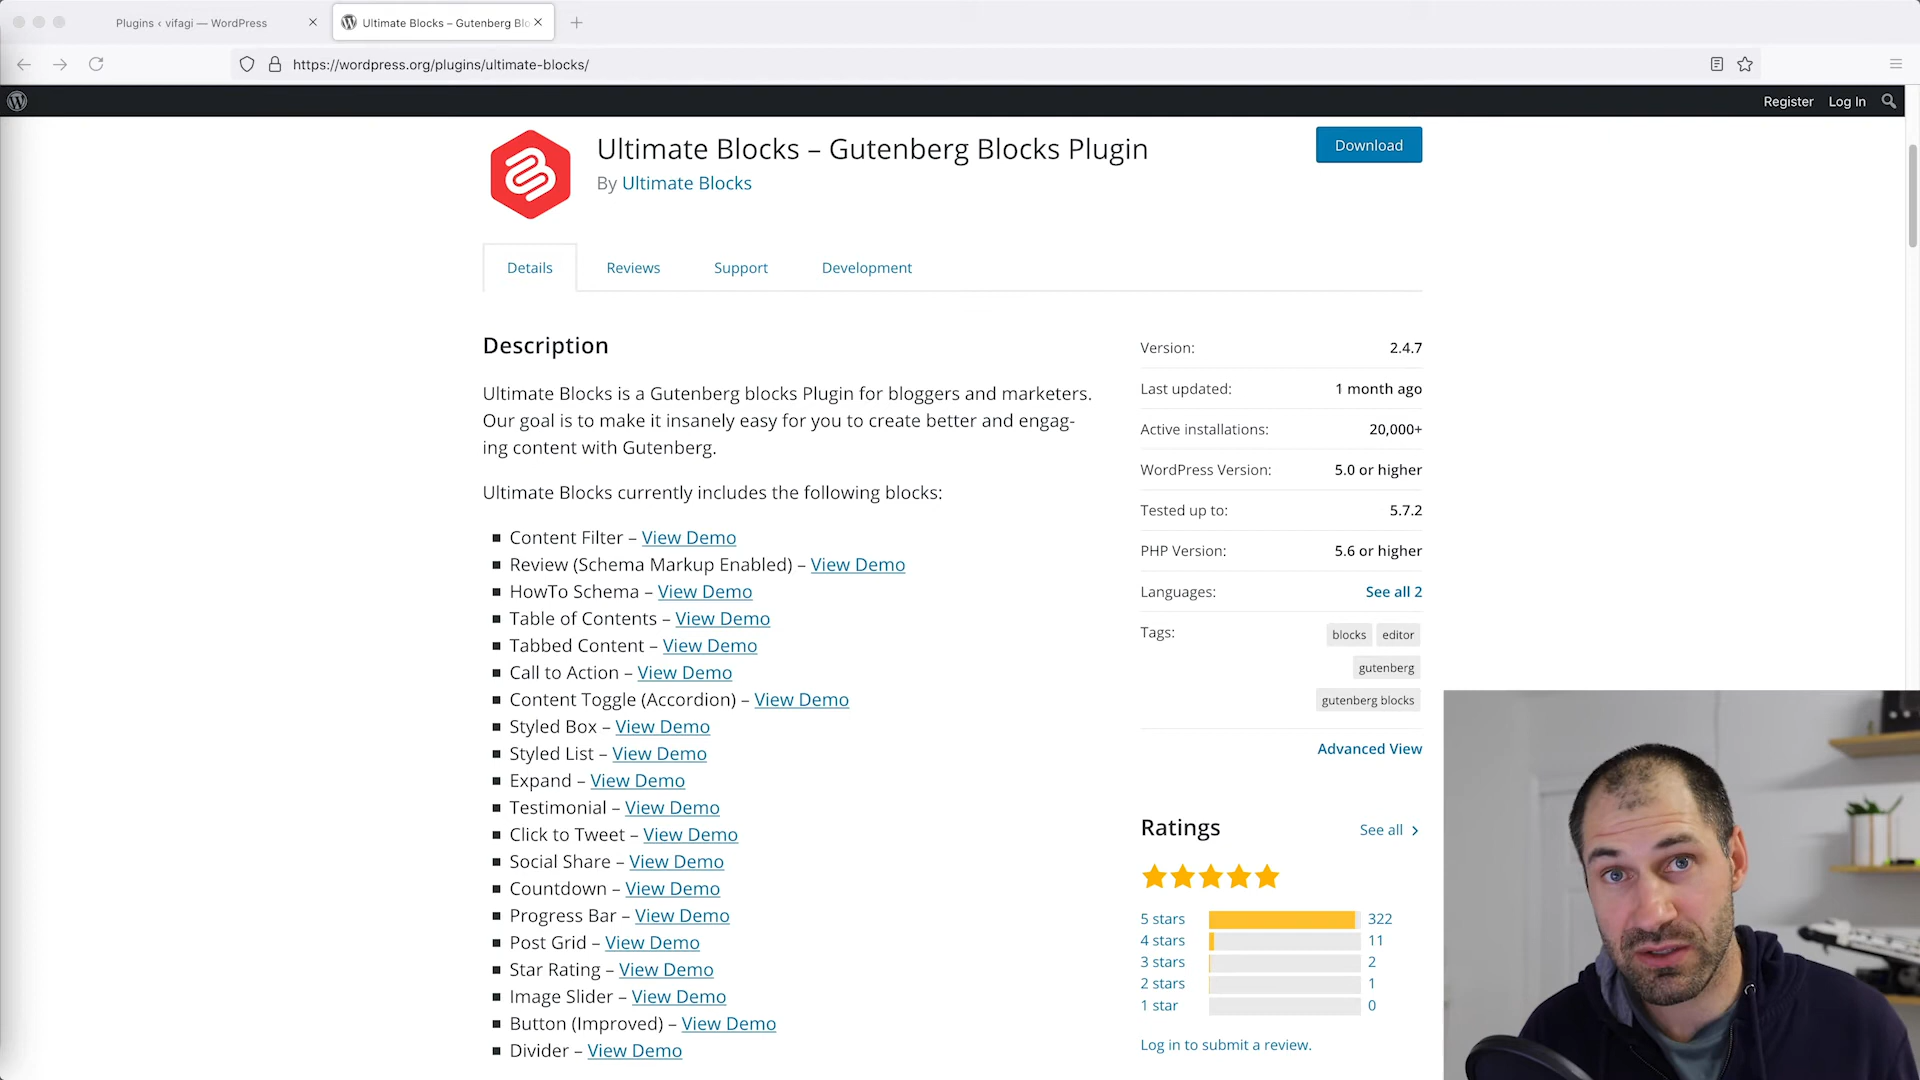 Plugins ‹ vifagi — WordPress
Ultimate Blocks – Gutenberg Blo
https://wordpress.org/plugins/ultimate-blocks/
Register Log In
Ultimate Blocks – Gutenberg Blocks Plugin
Download
By Ultimate Blocks
Details Reviews Support Development
Description
Ultimate Blocks is a Gutenberg blocks Plugin for bloggers and marketers.
Our goal is to make it insanely easy for you to create better and engag-
ing content with Gutenberg.
Ultimate Blocks currently includes the following blocks:
Content Filter – View Demo
Review (Schema Markup Enabled) – View Demo
HowTo Schema – View Demo
Table of Contents – View Demo
Tabbed Content – View Demo
Call to Action – View Demo
Content Toggle (Accordion) – View Demo
Styled Box – View Demo
Styled List – View Demo
Expand – View Demo
Testimonial – View Demo
Click to Tweet – View Demo
Social Share – View Demo
Countdown – View Demo
Progress Bar – View Demo
Post Grid – View Demo
Star Rating – View Demo
Image Slider – View Demo
Button (Improved) – View Demo
Divider – View Demo
Version: 2.4.7
Last updated: 1 month ago
Active installations: 20,000+
WordPress Version: 5.0 or higher
Tested up to: 5.7.2
PHP Version: 5.6 or higher
Languages: See all 2
Tags: blocks editor
gutenberg
gutenberg blocks
Advanced View
Ratings See all
5 stars 322
4 stars 11
3 stars 2
2 stars 1
1 star 0
Log in to submit a review.